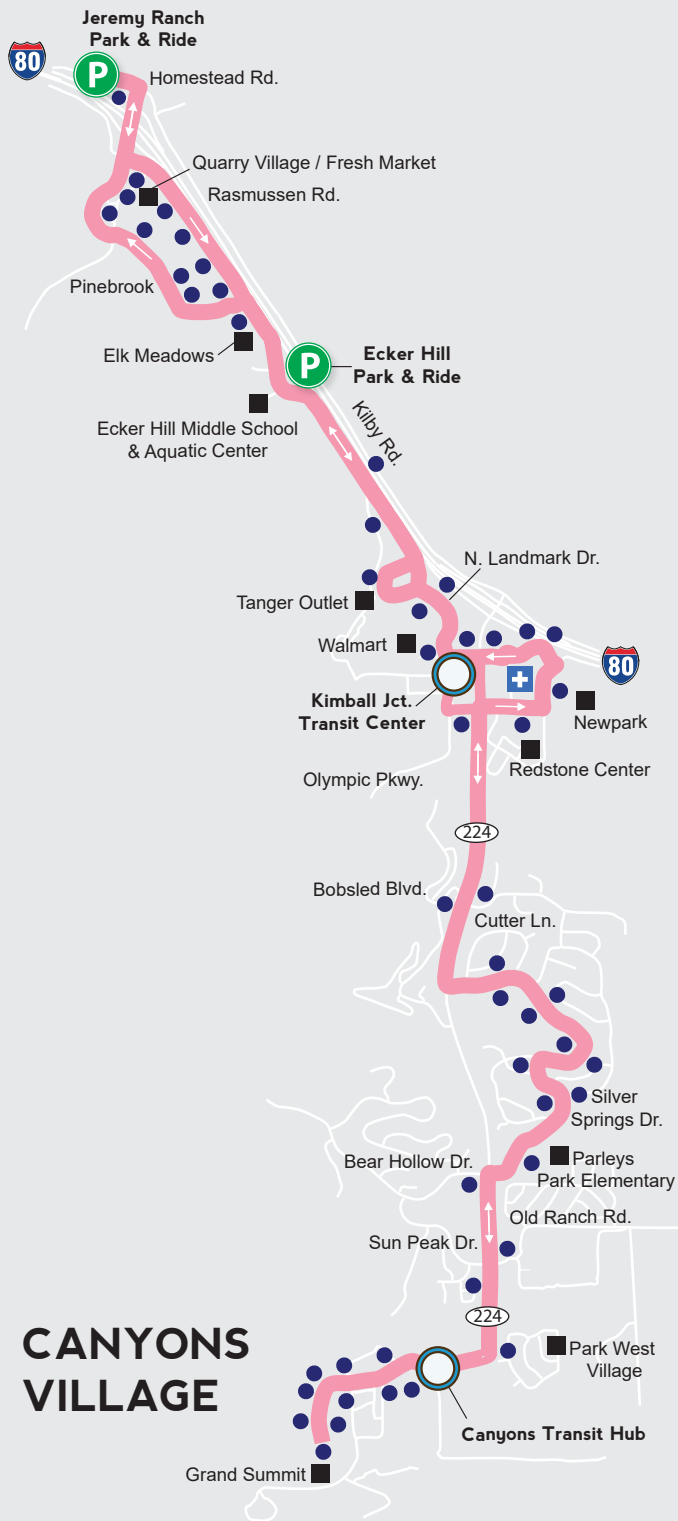 Jeremy Ranch
Park & Ride
80
P
Homestead Rd.
Quarry Village / Fresh Market
Rasmussen Rd.
Pinebrook
Elk Meadows
P
Ecker Hill
Park & Ride
Ecker Hill Middle School
& Aquatic Center
Kilby Rd.
N. Landmark Dr.
Tanger Outlet
Walmart
80
Kimball Jct.
Transit Center
Newpark
Redstone Center
Olympic Pkwy.
224
Bobsled Blvd.
Cutter Ln.
Silver
Springs Dr.
Parleys
Park Elementary
Bear Hollow Dr.
Old Ranch Rd.
Sun Peak Dr.
224
CANYONS
VILLAGE
Park West
Village
Canyons Transit Hub
Grand Summit